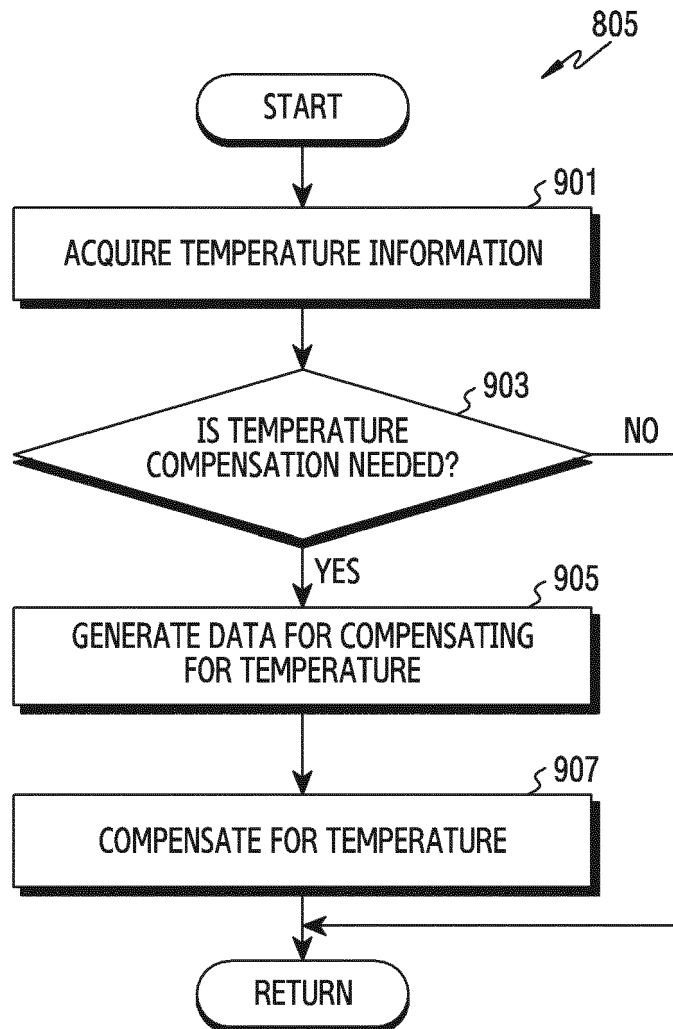 805
START
901
ACQUIRE TEMPERATURE INFORMATION
903
IS TEMPERATURE
COMPENSATION NEEDED?
NO
YES
905
GENERATE DATA FOR COMPENSATING
FOR TEMPERATURE
907
COMPENSATE FOR TEMPERATURE
RETURN